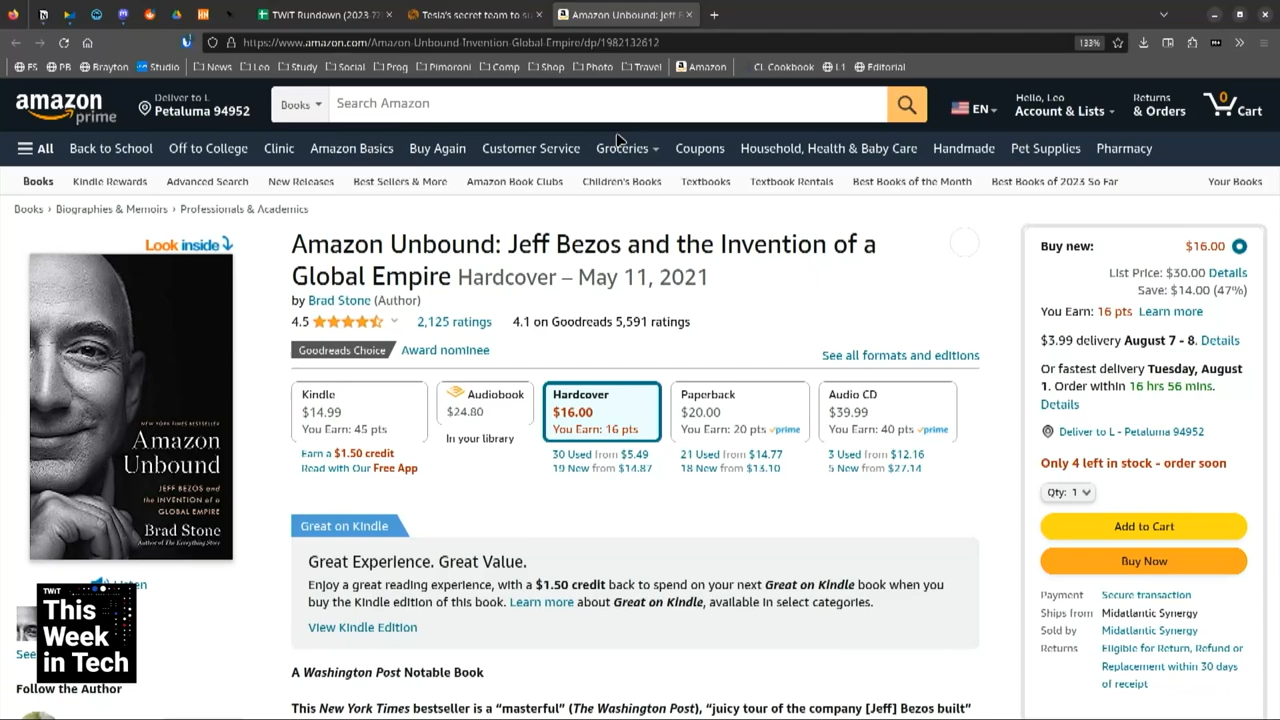 TWiT Rundown (2023-
Tesla's secret team to su
Amazon Unbound: Jeff B
https://www.amazon.com/Amazon-Unbound-Invention-Global-Empire/dp/1982132612
133%
FS PB Brayton Studio News Leo Study Social Prog Pimoroni Comp Shop Photo Travel Amazon CL Cookbook L1 Editorial
amazon prime
Deliver to L
Petaluma 94952
Books
Search Amazon
EN
Hello, Leo
Account & Lists
Returns
& Orders
0
Cart
All Back to School Off to College Clinic Amazon Basics Buy Again Customer Service Groceries Coupons Household, Health & Baby Care Handmade Pet Supplies Pharmacy
Books Kindle Rewards Advanced Search New Releases Best Sellers & More Amazon Book Clubs Children's Books Textbooks Textbook Rentals Best Books of the Month Best Books of 2023 So Far Your Books
Books › Biographies & Memoirs › Professionals & Academics
Look inside
NEW YORK TIMES BESTSELLER
Amazon
Unbound
JEFF BEZOS and
the INVENTION of a
GLOBAL EMPIRE
Brad Stone
Author of The Everything Store
Listen
TWiT
This
Week
in Tech
See
Follow the Author
Amazon Unbound: Jeff Bezos and the Invention of a
Global Empire Hardcover – May 11, 2021
by Brad Stone (Author)
4.5 2,125 ratings 4.1 on Goodreads 5,591 ratings
Goodreads Choice Award nominee
See all formats and editions
Kindle
$14.99
You Earn: 45 pts
Earn a $1.50 credit
Read with Our Free App
Audiobook
$24.80
In your library
Hardcover
$16.00
You Earn: 16 pts
30 Used from $5.49
19 New from $14.87
Paperback
$20.00
You Earn: 20 pts prime
21 Used from $14.77
18 New from $13.10
Audio CD
$39.99
You Earn: 40 pts prime
3 Used from $12.16
5 New from $27.14
Great on Kindle
Great Experience. Great Value.
Enjoy a great reading experience, with a $1.50 credit back to spend on your next Great on Kindle book when you
buy the Kindle edition of this book. Learn more about Great on Kindle, available in select categories.
View Kindle Edition
A Washington Post Notable Book
This New York Times bestseller is a “masterful” (The Washington Post), “juicy tour of the company [Jeff] Bezos built”
Buy new: $16.00
List Price: $30.00 Details
Save: $14.00 (47%)
You Earn: 16 pts Learn more
$3.99 delivery August 7 - 8. Details
Or fastest delivery Tuesday, August
1. Order within 16 hrs 56 mins.
Details
Deliver to L - Petaluma 94952
Only 4 left in stock - order soon
Qty: 1
Add to Cart
Buy Now
Payment Secure transaction
Ships from Midatlantic Synergy
Sold by Midatlantic Synergy
Returns Eligible for Return, Refund or
Replacement within 30 days
of receipt